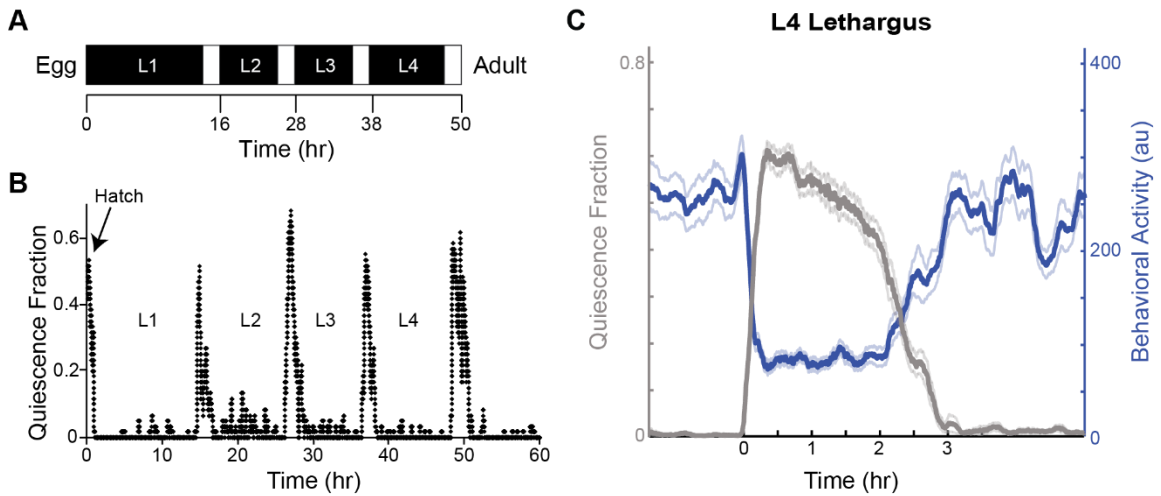 A
Egg
L1
L2
L3
L4
Adult
0
16
28
38
50
Time (hr)
B
Hatch
Quiescence Fraction
0.6
0.4
0.2
0
L1
L2
L3
L4
0
10
20
30
40
50
60
Time (hr)
C
L4 Lethargus
Quiescence Fraction
0.8
0
0
1
2
3
Time (hr)
400
200
0
Behavioral Activity (au)